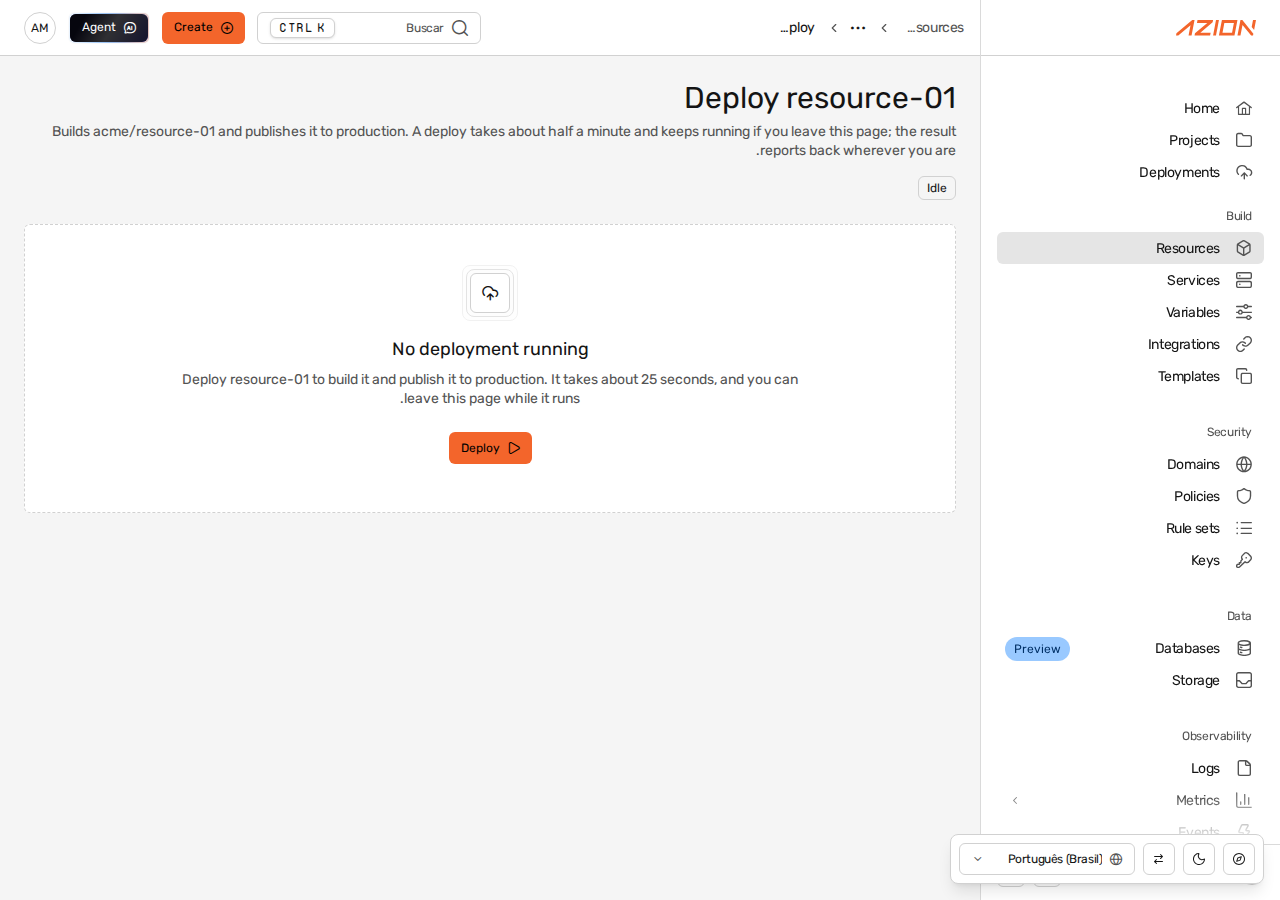 AZION
...sources
...
...ploy
Buscar
CTRL K
Create
Agent
AM
Home
Projects
Deployments
Build
Resources
Services
Variables
Integrations
Templates
Security
Domains
Policies
Rule sets
Keys
Data
Databases
Preview
Storage
Observability
Logs
Metrics
Events
Português (Brasil)
Deploy resource-01
Builds acme/resource-01 and publishes it to production. A deploy takes about half a minute and keeps running if you leave this page; the result
reports back wherever you are.
Idle
No deployment running
Deploy resource-01 to build it and publish it to production. It takes about 25 seconds, and you can
leave this page while it runs.
Deploy